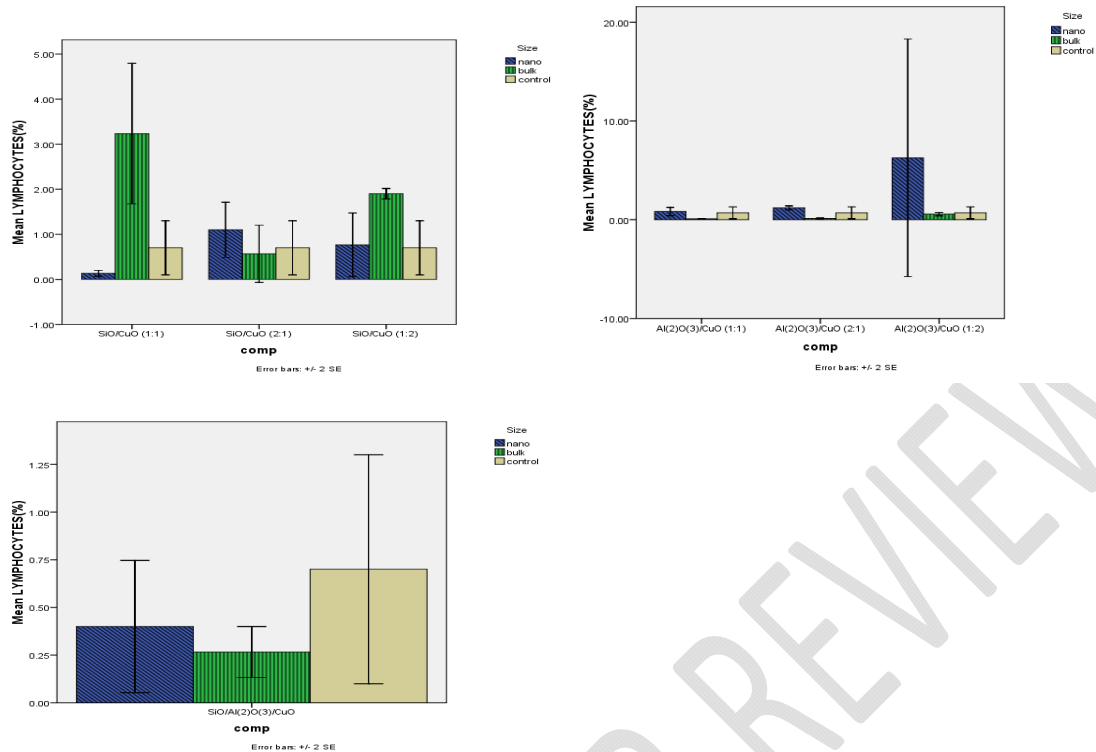 Size
nano
bulk
control
5.00
4.00
3.00
2.00
1.00
0.00
-1.00
Mean LYMPHOCYTES(%)
SiO/CuO (1:1)
SiO/CuO (2:1)
SiO/CuO (1:2)
comp
Error bars: +/- 2 SE
Size
nano
bulk
control
20.00
10.00
0.00
-10.00
Mean LYMPHOCYTES(%)
Al(2)O(3)/CuO (1:1)
Al(2)O(3)/CuO (2:1)
Al(2)O(3)/CuO (1:2)
comp
Error bars: +/- 2 SE
Size
nano
bulk
control
1.25
1.00
0.75
0.50
0.25
0.00
Mean LYMPHOCYTES(%)
SiO/Al(2)O(3)/CuO
comp
Error bars: +/- 2 SE
REVIEW